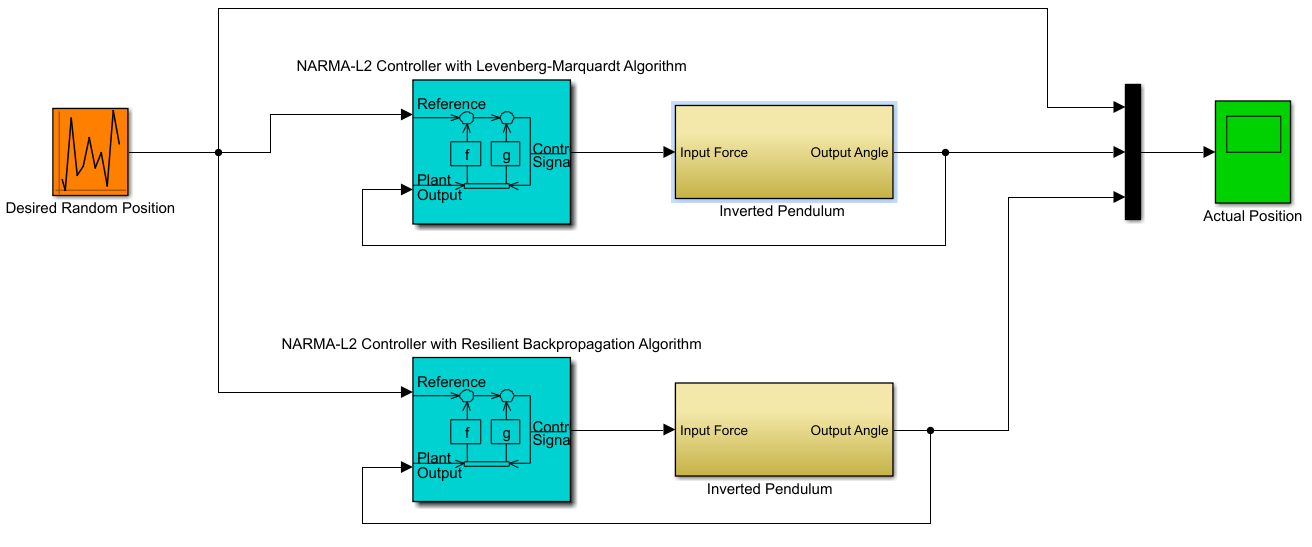 NARMA-L2 Controller with Levenberg-Marquardt Algorithm
Reference
f
g
Contr
Signa
Plant
Output
Input Force
Output Angle
Inverted Pendulum
Desired Random Position
Actual Position
NARMA-L2 Controller with Resilient Backpropagation Algorithm
Reference
f
g
Contr
Signa
Plant
Output
Input Force
Output Angle
Inverted Pendulum